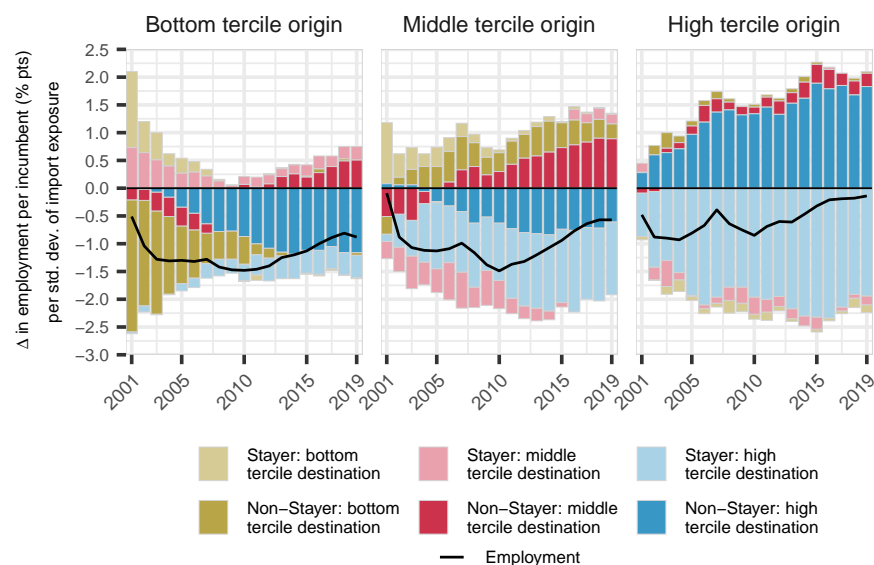 Bottom tercile origin
Middle tercile origin
High tercile origin
Δ in employment per incumbent (% pts)
per std. dev. of import exposure
2.5
2.0
1.5
1.0
0.5
0.0
−0.5
−1.0
−1.5
−2.0
−2.5
−3.0
2001
2005
2010
2015
2019
2001
2005
2010
2015
2019
2001
2005
2010
2015
2019
Stayer: bottom
tercile destination
Stayer: middle
tercile destination
Stayer: high
tercile destination
Non−Stayer: bottom
tercile destination
Non−Stayer: middle
tercile destination
Non−Stayer: high
tercile destination
Employment